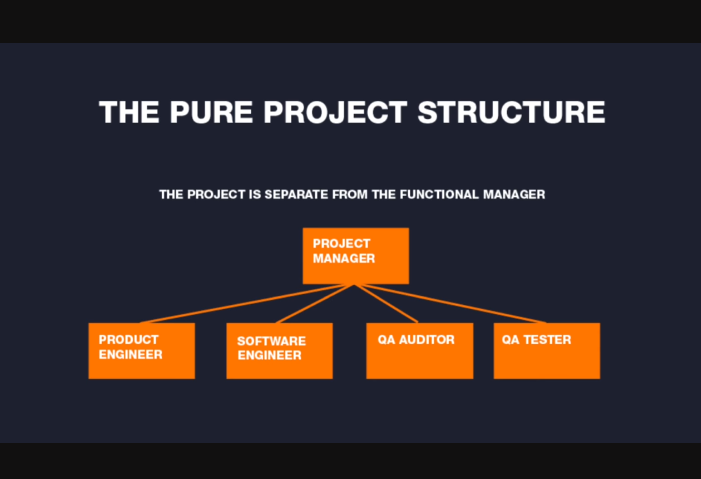 THE PURE PROJECT STRUCTURE
THE PROJECT IS SEPARATE FROM THE FUNCTIONAL MANAGER
PROJECT
MANAGER
PRODUCT
ENGINEER
SOFTWARE
ENGINEER
QA AUDITOR
QA TESTER